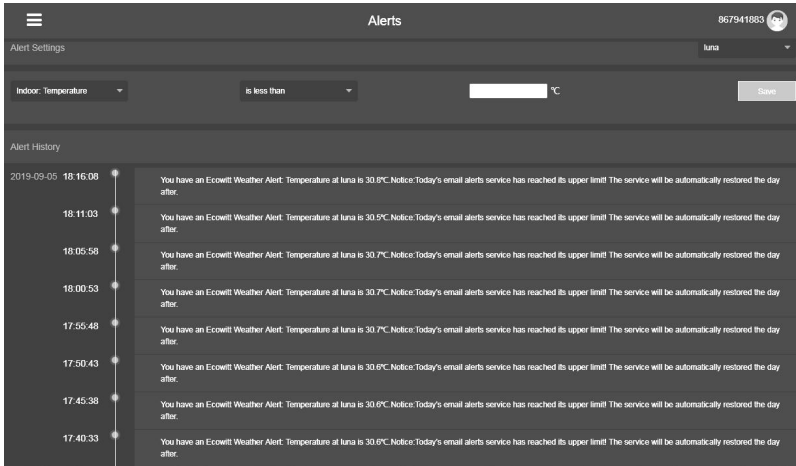 Alerts
867941883
Alert Settings
luna
Indoor: Temperature
is less than
℃
Save
Alert History
2019-09-05 18:16:08
You have an Ecowitt Weather Alert: Temperature at luna is 30.8℃.Notice:Today's email alerts service has reached its upper limit! The service will be automatically restored the day
after.
18:11:03
You have an Ecowitt Weather Alert: Temperature at luna is 30.5℃.Notice:Today's email alerts service has reached its upper limit! The service will be automatically restored the day
after.
18:05:58
You have an Ecowitt Weather Alert: Temperature at luna is 30.7℃.Notice:Today's email alerts service has reached its upper limit! The service will be automatically restored the day
after.
18:00:53
You have an Ecowitt Weather Alert: Temperature at luna is 30.7℃.Notice:Today's email alerts service has reached its upper limit! The service will be automatically restored the day
after.
17:55:48
You have an Ecowitt Weather Alert: Temperature at luna is 30.7℃.Notice:Today's email alerts service has reached its upper limit! The service will be automatically restored the day
after.
17:50:43
You have an Ecowitt Weather Alert: Temperature at luna is 30.6℃.Notice:Today's email alerts service has reached its upper limit! The service will be automatically restored the day
after.
17:45:38
You have an Ecowitt Weather Alert: Temperature at luna is 30.6℃.Notice:Today's email alerts service has reached its upper limit! The service will be automatically restored the day
after.
17:40:33
You have an Ecowitt Weather Alert: Temperature at luna is 30.6℃.Notice:Today's email alerts service has reached its upper limit! The service will be automatically restored the day
after.